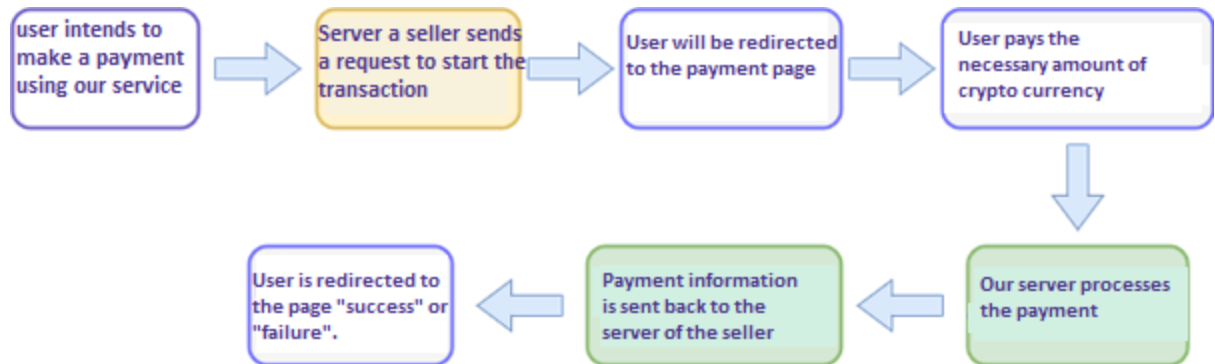 user intends to
make a payment
using our service
Server a seller sends
a request to start the
transaction
User will be redirected
to the payment page
User pays the
necessary amount of
crypto currency
Our server processes
the payment
Payment information
is sent back to the
server of the seller
User is redirected to
the page "success" or
"failure".